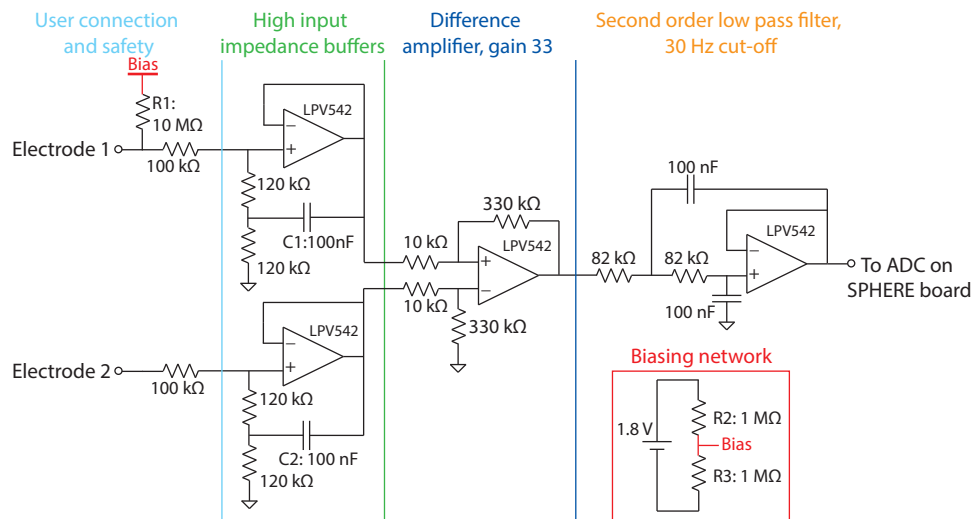 User connection
and safety
High input
impedance buffers
Difference
amplifier, gain 33
Second order low pass filter,
30 Hz cut-off
Bias
R1:
10 MΩ
Electrode 1
100 kΩ
LPV542
−
+
120 kΩ
C1:100nF
120 kΩ
10 kΩ
10 kΩ
330 kΩ
LPV542
+
−
330 kΩ
82 kΩ
82 kΩ
100 nF
LPV542
−
+
100 nF
To ADC on
SPHERE board
Electrode 2
100 kΩ
LPV542
−
+
120 kΩ
C2: 100 nF
120 kΩ
Biasing network
1.8 V
R2: 1 MΩ
Bias
R3: 1 MΩ